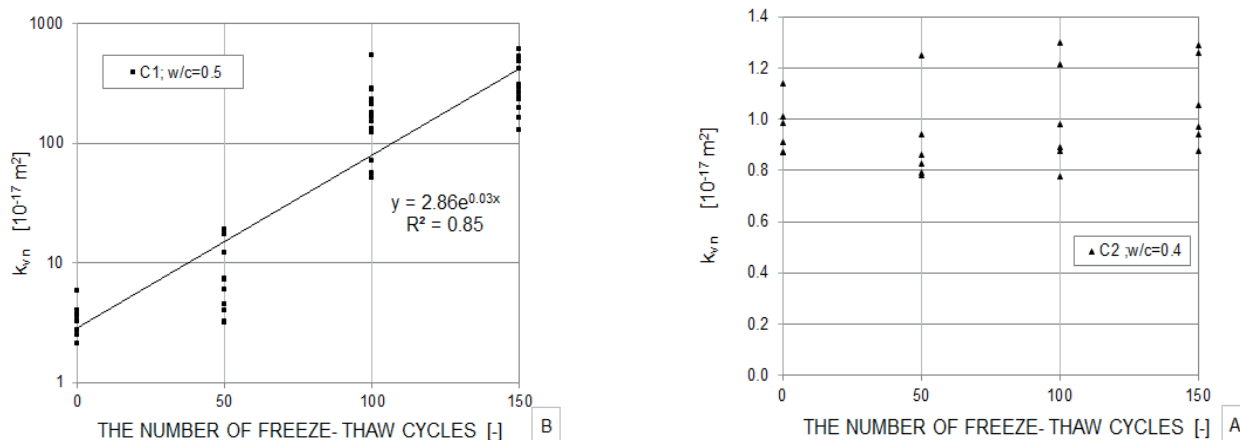 1000
100
10
1
k_vn [10^-17 m^2]
■ C1; w/c=0.5
y = 2.86e^0.03x
R² = 0.85
0 50 100 150
THE NUMBER OF FREEZE- THAW CYCLES [-]
B
1.4
1.2
1.0
0.8
0.6
0.4
0.2
0.0
k_vn [10^-17 m^2]
▲ C2 ;w/c=0.4
0 50 100 150
THE NUMBER OF FREEZE- THAW CYCLES [-]
A